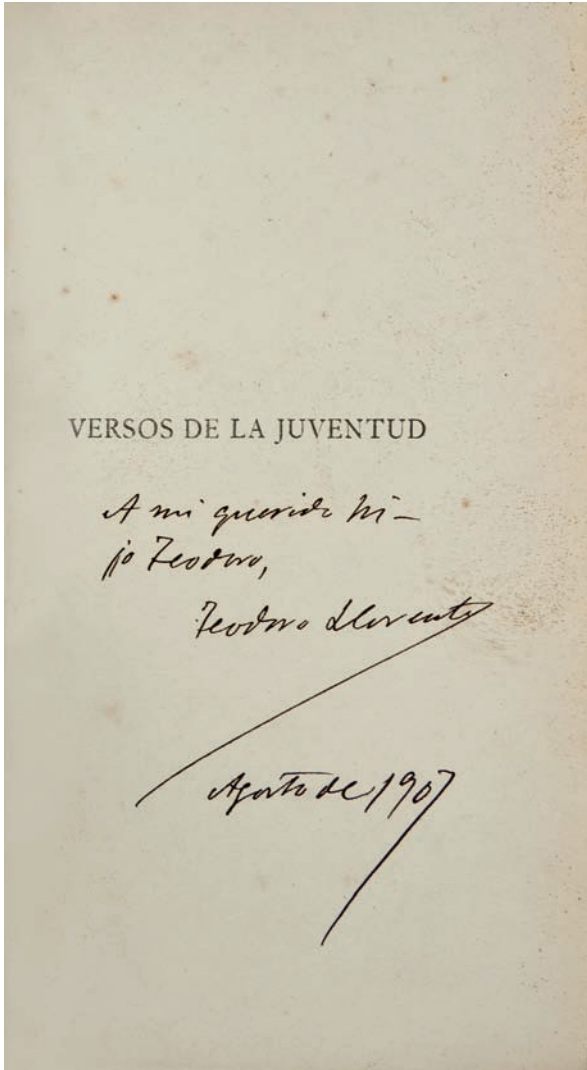 VERSOS DE LA JUVENTUD
A mi querido hi-
jo Teodoro,
Teodoro Llorente
Agosto de 1907